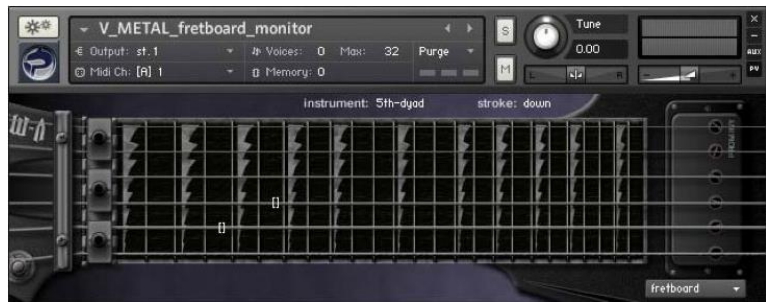 V_METAL_fretboard_monitor
S
Tune
Output: st.1
Voices: 0 Max: 32 Purge
0.00
AUX
Midi Ch: [A] 1
Memory: 0
M
L R
PV
instrument: 5th-dyad stroke: down
V-M
[]
[]
fretboard